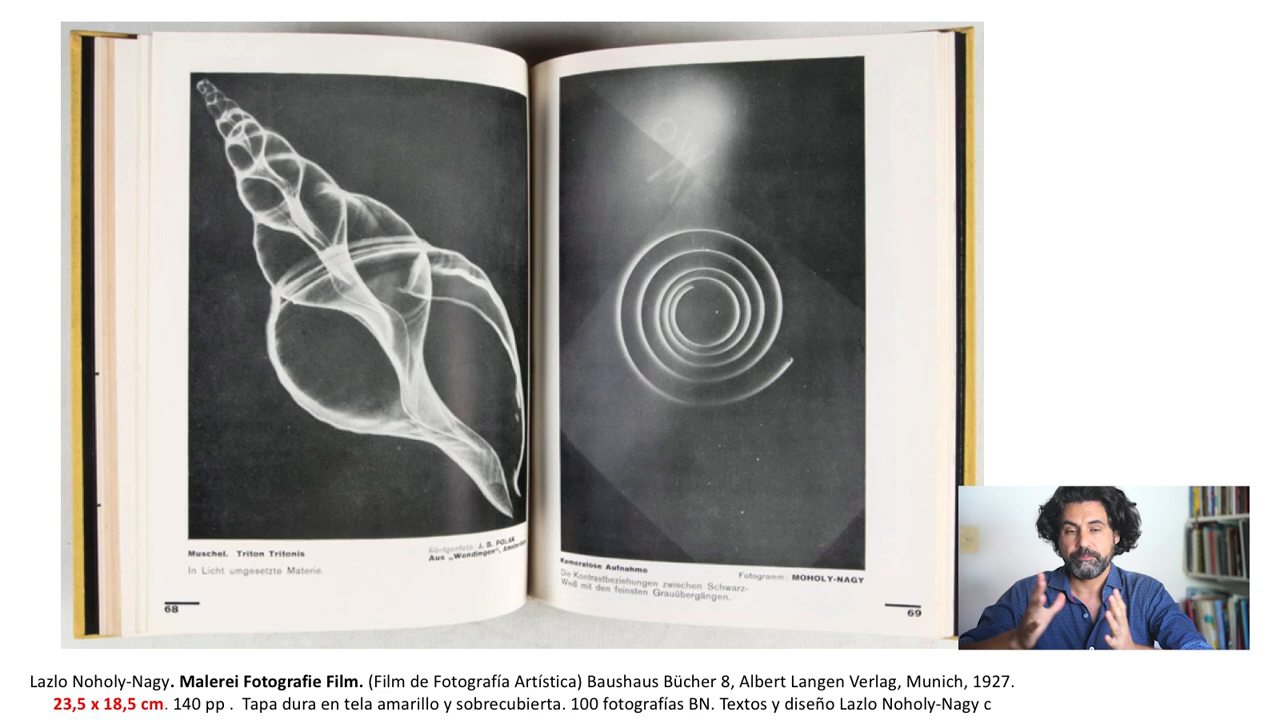 Muschel. Triton Tritonis
Röntgenfoto: J. B. POLAK
Aus „Wendingen“, Amsterdam
In Licht umgesetzte Materie.
68
Kameralose Aufnahme
Fotogramm: MOHOLY-NAGY
Die Kontrastbeziehungen zwischen Schwarz-
Weiß mit den feinsten Grauübergängen.
69
Lazlo Noholy-Nagy. Malerei Fotografie Film. (Film de Fotografía Artística) Baushaus Bücher 8, Albert Langen Verlag, Munich, 1927.
23,5 x 18,5 cm. 140 pp . Tapa dura en tela amarillo y sobrecubierta. 100 fotografías BN. Textos y diseño Lazlo Noholy-Nagy c